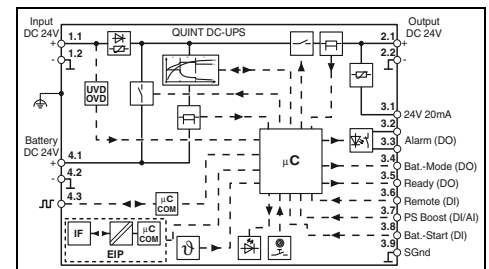 Input
DC 24V
1.1
+
1.2
-
QUINT DC-UPS
Output
DC 24V
2.1
+
2.2
-
UVD
OVD
3.1
24V 20mA
3.2
3.3
Alarm (DO)
Battery
DC 24V
4.1
+
4.2
-
4.3
µC
3.4
Bat.-Mode (DO)
3.5
Ready (DO)
3.6
Remote (DI)
3.7
PS Boost (DI/AI)
3.8
Bat.-Start (DI)
3.9
SGnd
µC
COM
IF
µC
COM
EIP
ϑ